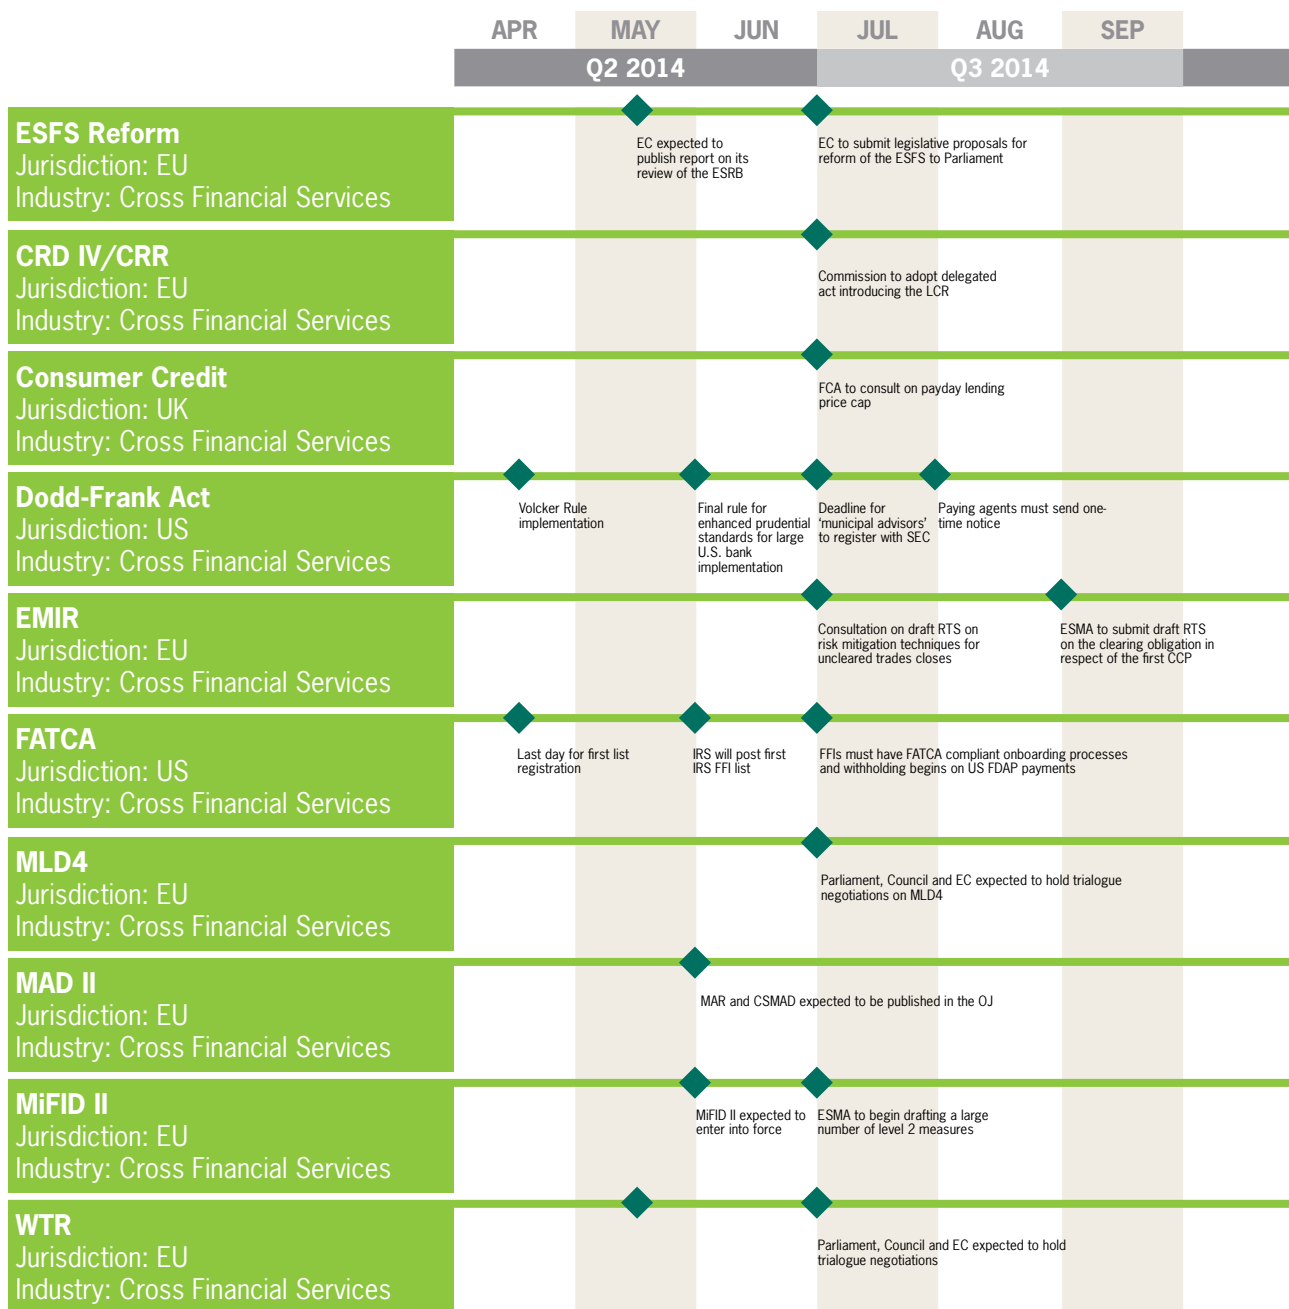 APR MAY JUN JUL AUG SEP
Q2 2014 Q3 2014
ESFS Reform
Jurisdiction: EU
Industry: Cross Financial Services
EC expected to
publish report on its
review of the ESRB
EC to submit legislative proposals for
reform of the ESFS to Parliament
CRD IV/CRR
Jurisdiction: EU
Industry: Cross Financial Services
Commission to adopt delegated
act introducing the LCR
Consumer Credit
Jurisdiction: UK
Industry: Cross Financial Services
FCA to consult on payday lending
price cap
Dodd-Frank Act
Jurisdiction: US
Industry: Cross Financial Services
Volcker Rule
implementation
Final rule for
enhanced prudential
standards for large
U.S. bank
implementation
Deadline for
‘municipal advisors’
to register with SEC
Paying agents must send one-
time notice
EMIR
Jurisdiction: EU
Industry: Cross Financial Services
Consultation on draft RTS on
risk mitigation techniques for
uncleared trades closes
ESMA to submit draft RTS
on the clearing obligation in
respect of the first CCP
FATCA
Jurisdiction: US
Industry: Cross Financial Services
Last day for first list
registration
IRS will post first
IRS FFI list
FFIs must have FATCA compliant onboarding processes
and withholding begins on US FDAP payments
MLD4
Jurisdiction: EU
Industry: Cross Financial Services
Parliament, Council and EC expected to hold trialogue
negotiations on MLD4
MAD II
Jurisdiction: EU
Industry: Cross Financial Services
MAR and CSMAD expected to be published in the OJ
MiFID II
Jurisdiction: EU
Industry: Cross Financial Services
MiFID II expected to
enter into force
ESMA to begin drafting a large
number of level 2 measures
WTR
Jurisdiction: EU
Industry: Cross Financial Services
Parliament, Council and EC expected to hold
trialogue negotiations